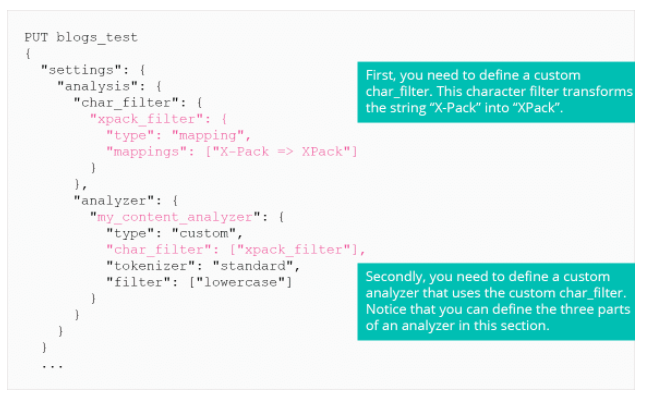 PUT blogs_test
{
"settings": {
"analysis": {
"char_filter": {
"xpack_filter": {
"type": "mapping",
"mappings": ["X-Pack => XPack"]
}
},
"analyzer": {
"my_content_analyzer": {
"type": "custom",
"char_filter": ["xpack_filter"],
"tokenizer": "standard",
"filter": ["lowercase"]
}
}
}
}
...
First, you need to define a custom
char_filter. This character filter transforms
the string “X-Pack” into “XPack”.
Secondly, you need to define a custom
analyzer that uses the custom char_filter.
Notice that you can define the three parts
of an analyzer in this section.